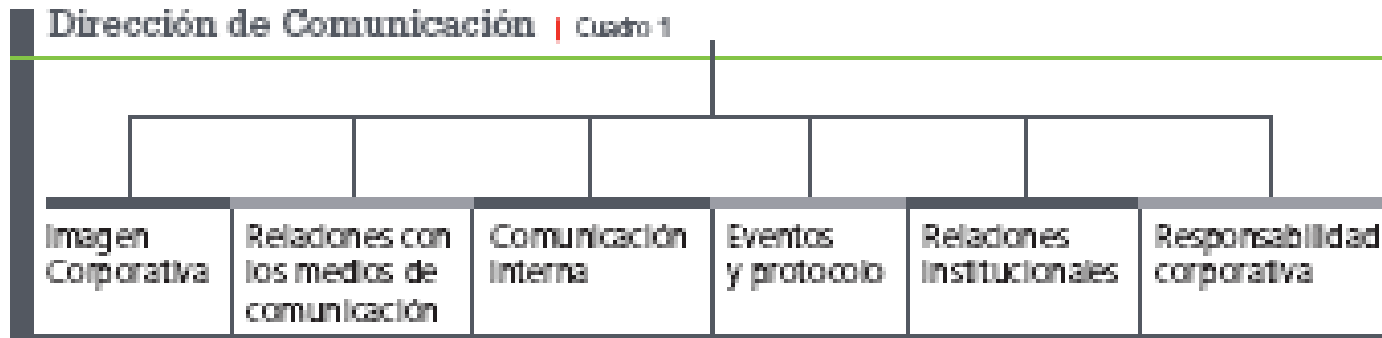 Dirección de Comunicación | Cuadro 1
Imagen
Corporativa
Relaciones con
los medios de
comunicación
Comunicación
interna
Eventos
y protocolo
Relaciones
institucionales
Responsabilidad
corporativa